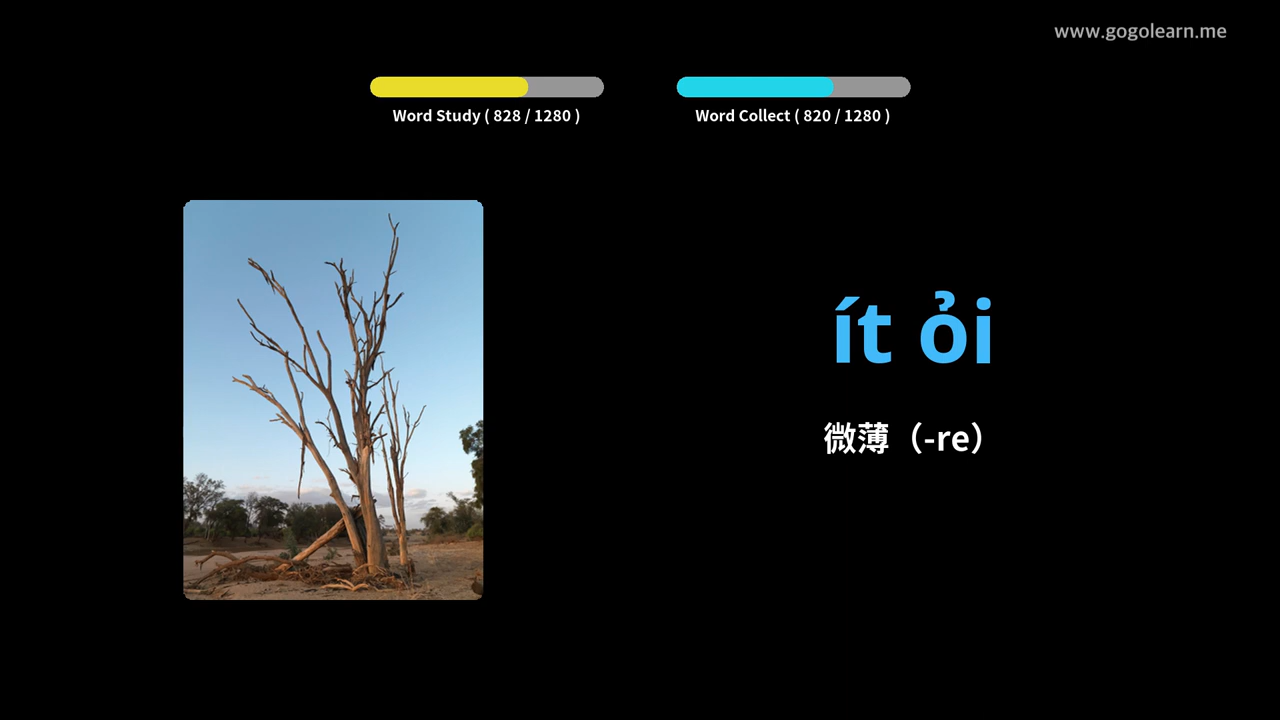 www.gogolearn.me
Word Study ( 828 / 1280 )
Word Collect ( 820 / 1280 )
ít ỏi
微薄（-re）